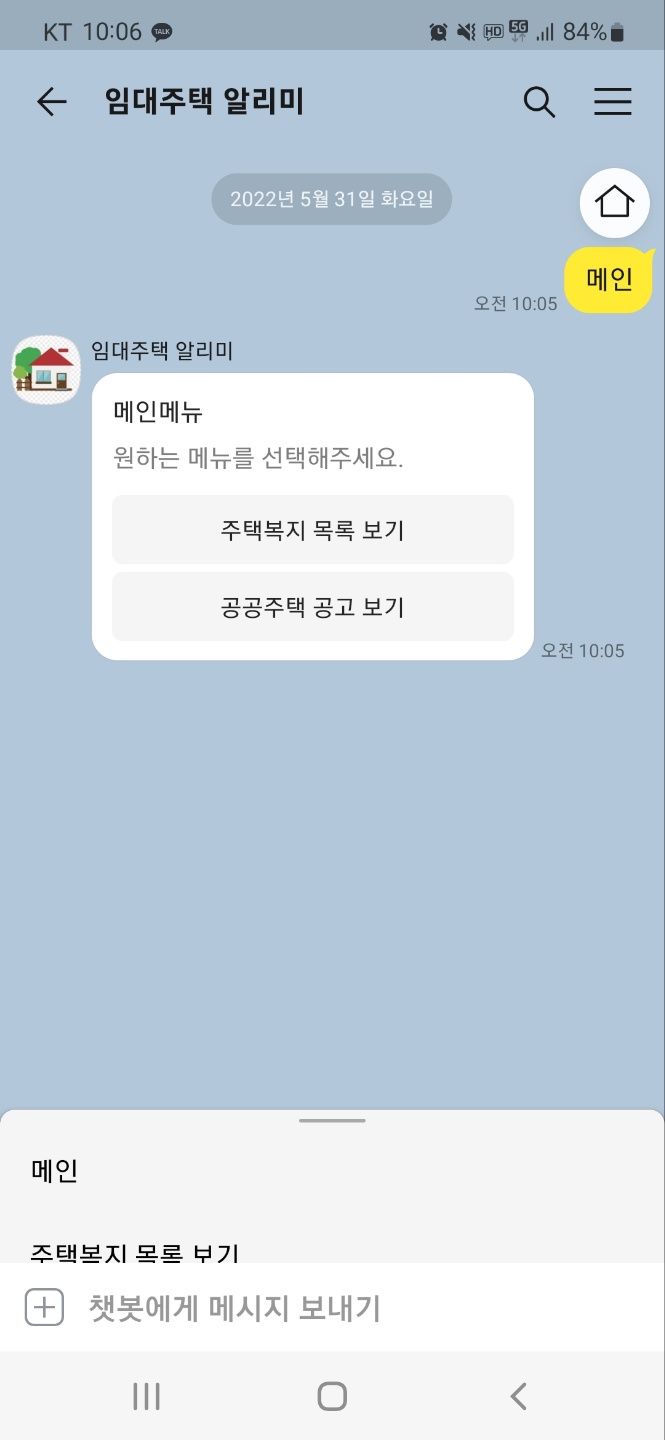 KT 10:06 TALK HD 5G 84%
임대주택 알리미
2022년 5월 31일 화요일
메인
오전 10:05
임대주택 알리미
메인메뉴
원하는 메뉴를 선택해주세요.
주택복지 목록 보기
공공주택 공고 보기
오전 10:05
메인
주택복지 목록 보기
챗봇에게 메시지 보내기